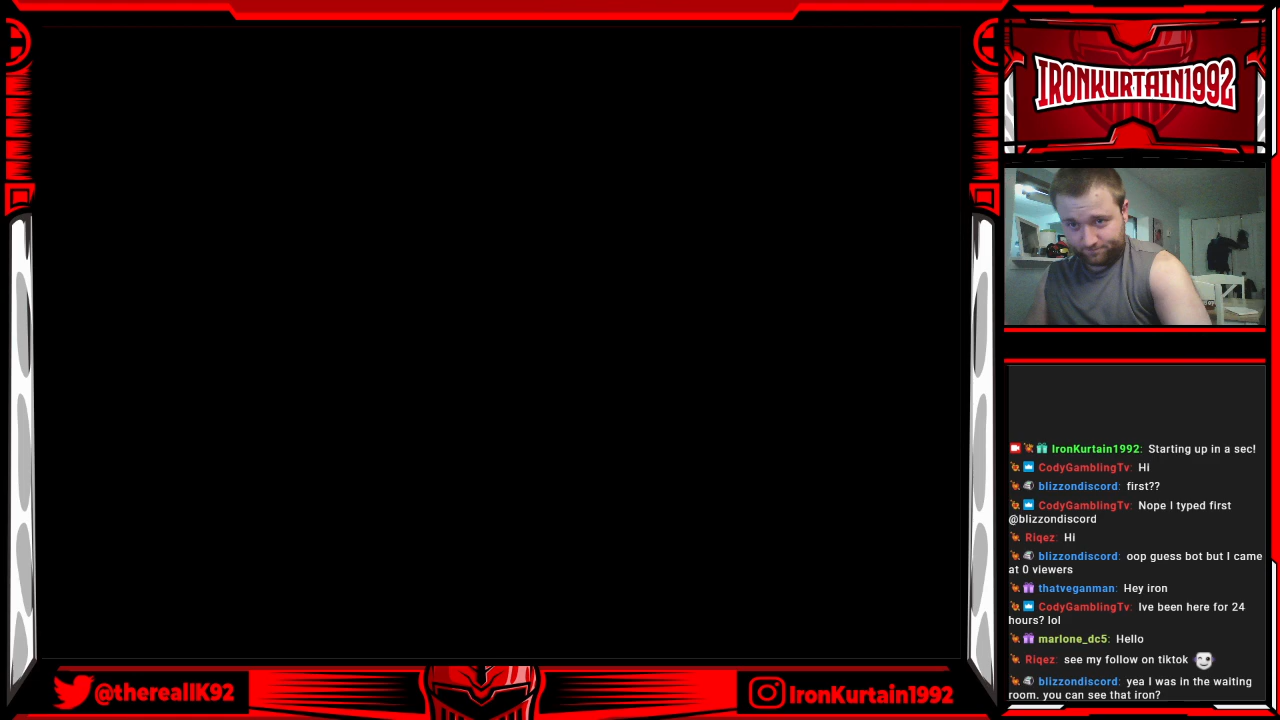 IRONKURTAIN1992
IronKurtain1992: Starting up in a sec!
CodyGamblingTv: Hi
blizzondiscord: first??
CodyGamblingTv: Nope I typed first
@blizzondiscord
Riqez: Hi
blizzondiscord: oop guess bot but I came
at 0 viewers
thatveganman: Hey iron
CodyGamblingTv: Ive been here for 24
hours? lol
marlone_dc5: Hello
Riqez: see my follow on tiktok
blizzondiscord: yea I was in the waiting
room. you can see that iron?
@thereallK92
IronKurtain1992